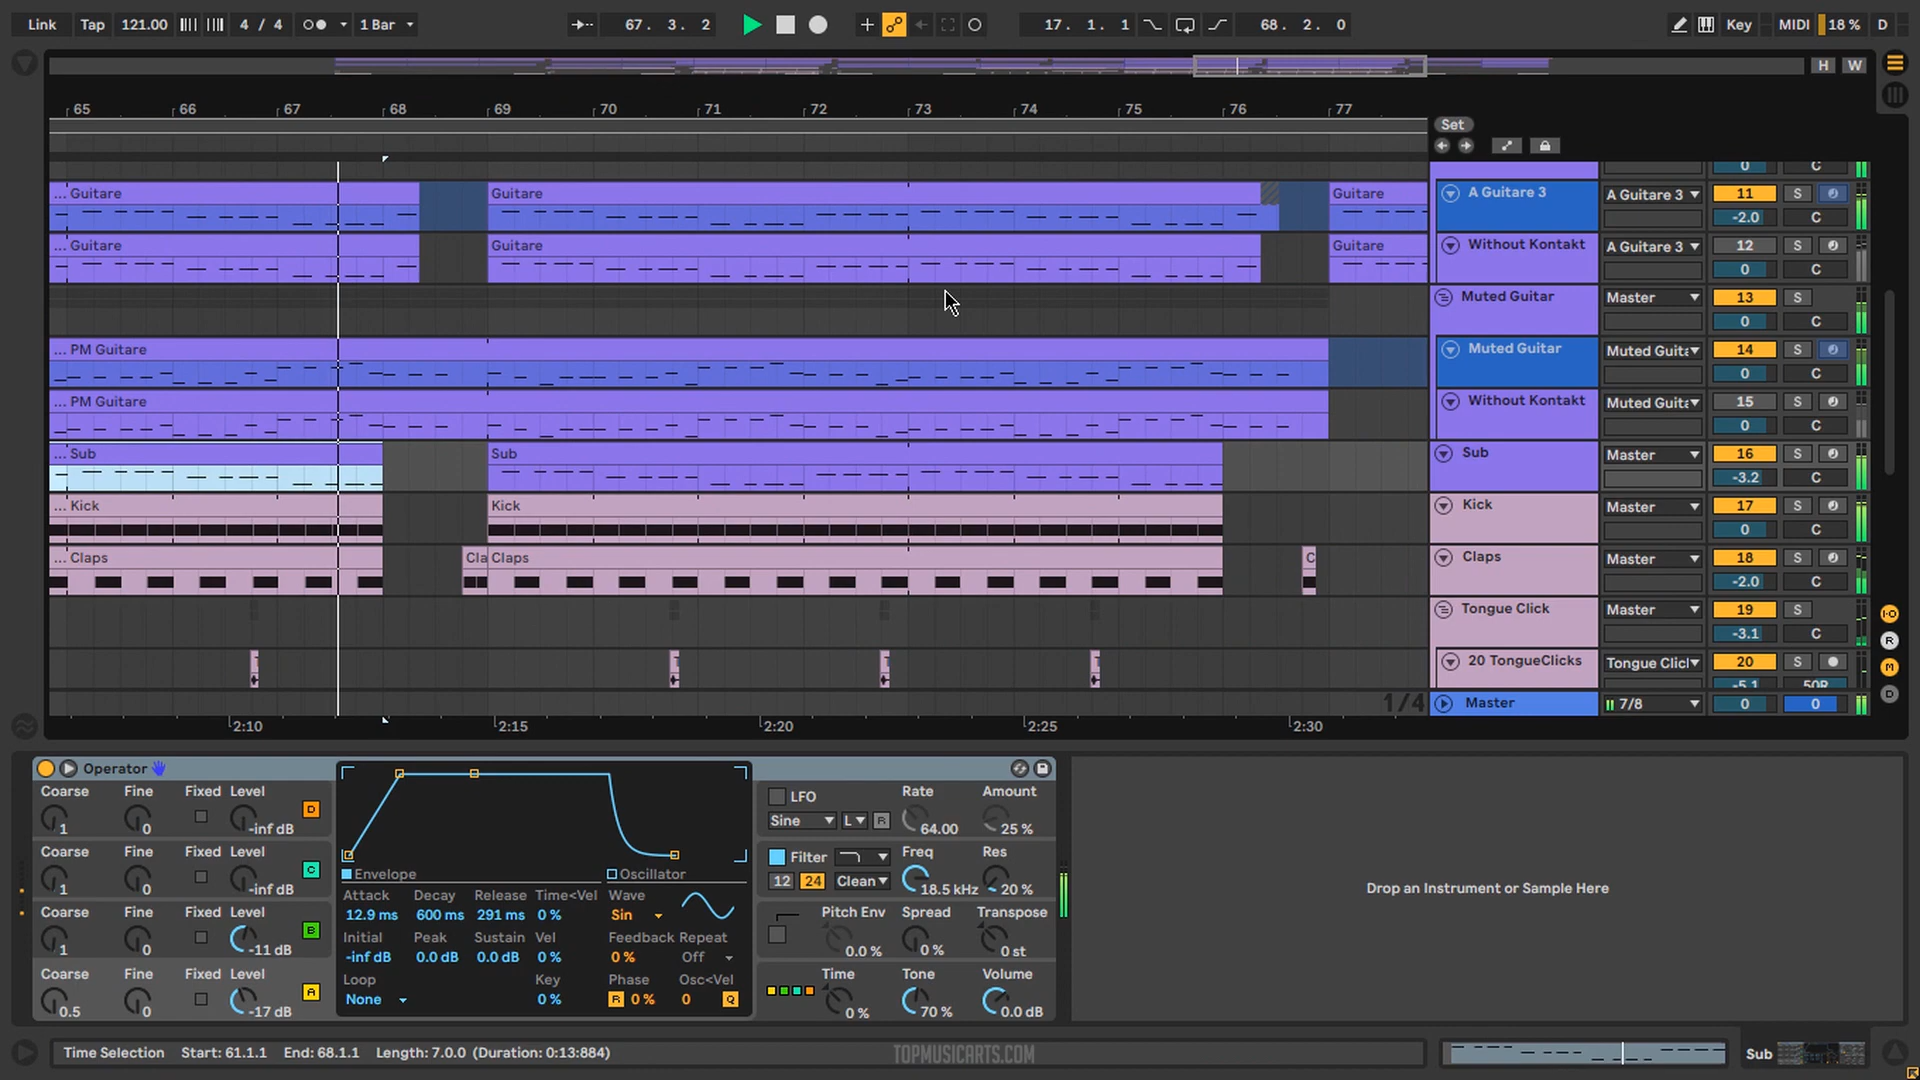 Link Tap 121.00 4 / 4 1 Bar 67. 3. 2 17. 1. 1 68. 2. 0 Key MIDI 18 % D
H W
65 66 67 68 69 70 71 72 73 74 75 76 77
Set
0 C
... Guitare Guitare Guitare A Guitare 3 A Guitare 3 11 S
-2.0 C
... Guitare Guitare Guitare Without Kontakt A Guitare 3 12 S
0 C
Muted Guitar Master 13 S
0 C
... PM Guitare Muted Guitar Muted Guita 14 S
0 C
... PM Guitare Without Kontakt Muted Guita 15 S
0 C
... Sub Sub Sub Master 16 S
-3.2 C
... Kick Kick Kick Master 17 S
0 C
... Claps Cla Claps C Claps Master 18 S
-2.0 C
Tongue Click Master 19 S
-3.1 C
20 TongueClicks Tongue Clicl 20 S
-5.1 50R
1/4 Master 7/8 0 0
I·O
R
M
D
2:10 2:15 2:20 2:25 2:30
Operator
Coarse Fine Fixed Level D
1 0 -inf dB
Coarse Fine Fixed Level C
1 0 -inf dB
Coarse Fine Fixed Level B
1 0 -11 dB
Coarse Fine Fixed Level A
0.5 0 -17 dB
Envelope Oscillator
Attack Decay Release Time<Vel Wave
12.9 ms 600 ms 291 ms 0 % Sin
Initial Peak Sustain Vel Feedback Repeat
-inf dB 0.0 dB 0.0 dB 0 % 0 % Off
Loop Key Phase Osc<Vel
None 0 % R 0 % 0 Q
LFO Rate Amount
Sine L R 64.00 25 %
Filter Freq Res
12 24 Clean 18.5 kHz 20 %
Pitch Env Spread Transpose
0.0 % 0 % 0 st
Time Tone Volume
0 % 70 % 0.0 dB
Drop an Instrument or Sample Here
Time Selection Start: 61.1.1 End: 68.1.1 Length: 7.0.0 (Duration: 0:13:884)
TOPMUSICARTS.COM
Sub